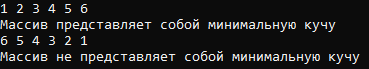 1 2 3 4 5 6
Массив представляет собой минимальную кучу
6 5 4 3 2 1
Массив не представляет собой минимальную кучу